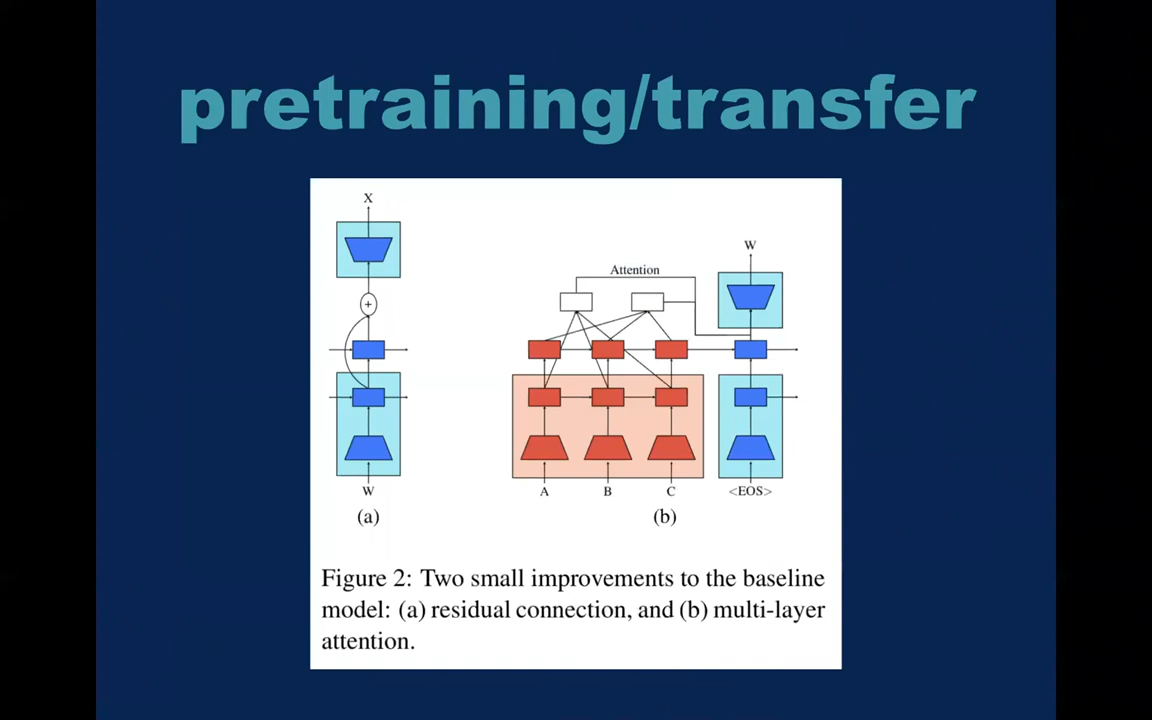 pretraining/transfer
X
W
Attention
+
A B C <EOS>
W
(a) (b)
Figure 2: Two small improvements to the baseline
model: (a) residual connection, and (b) multi-layer
attention.